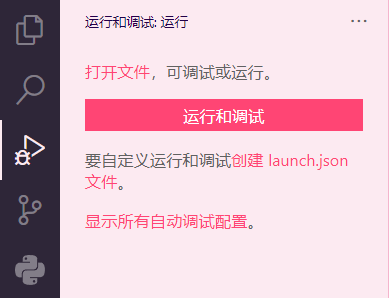 运行和调试: 运行
打开文件，可调试或运行。
运行和调试
要自定义运行和调试创建 launch.json
文件。
显示所有自动调试配置。